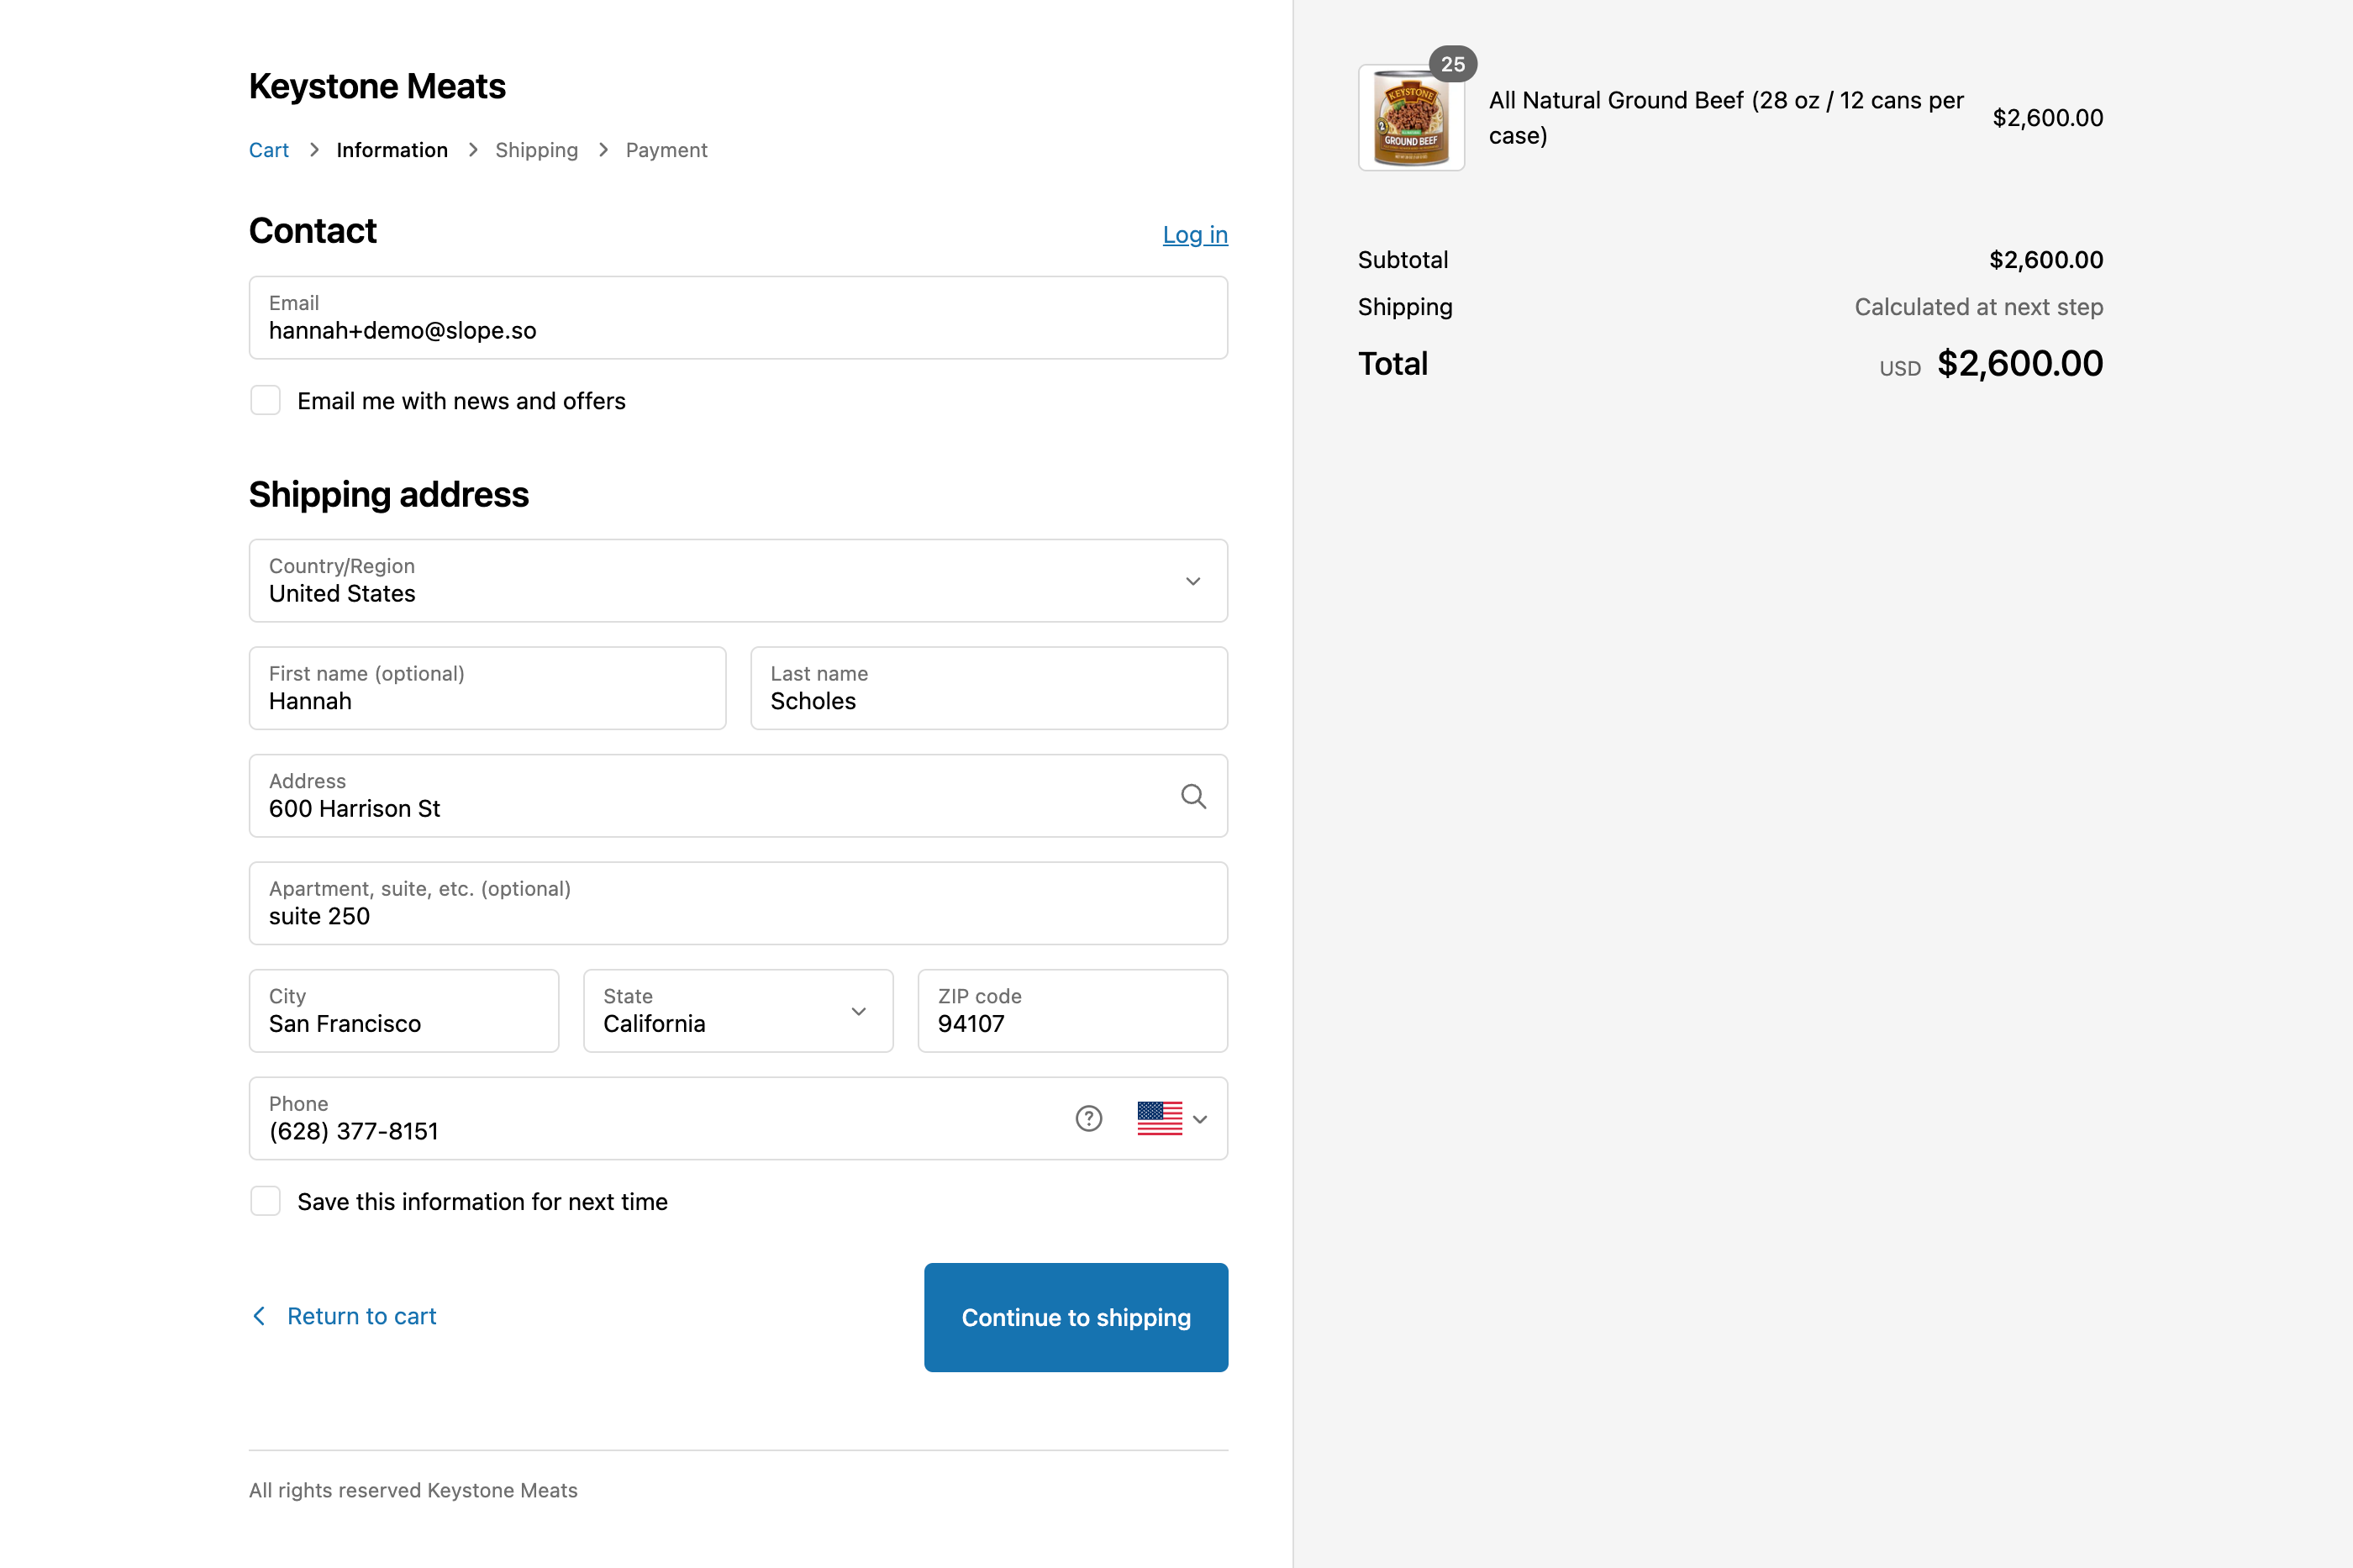 Keystone Meats
Cart > Information > Shipping > Payment
Contact
Log in
Email
hannah+demo@slope.so
Email me with news and offers
Shipping address
Country/Region
United States
First name (optional)
Hannah
Last name
Scholes
Address
600 Harrison St
Apartment, suite, etc. (optional)
suite 250
City
San Francisco
State
California
ZIP code
94107
Phone
(628) 377-8151
Save this information for next time
Return to cart
Continue to shipping
All rights reserved Keystone Meats
25
KEYSTONE
2
GROUND BEEF
All Natural Ground Beef (28 oz / 12 cans per
case)
$2,600.00
Subtotal
$2,600.00
Shipping
Calculated at next step
Total
USD $2,600.00